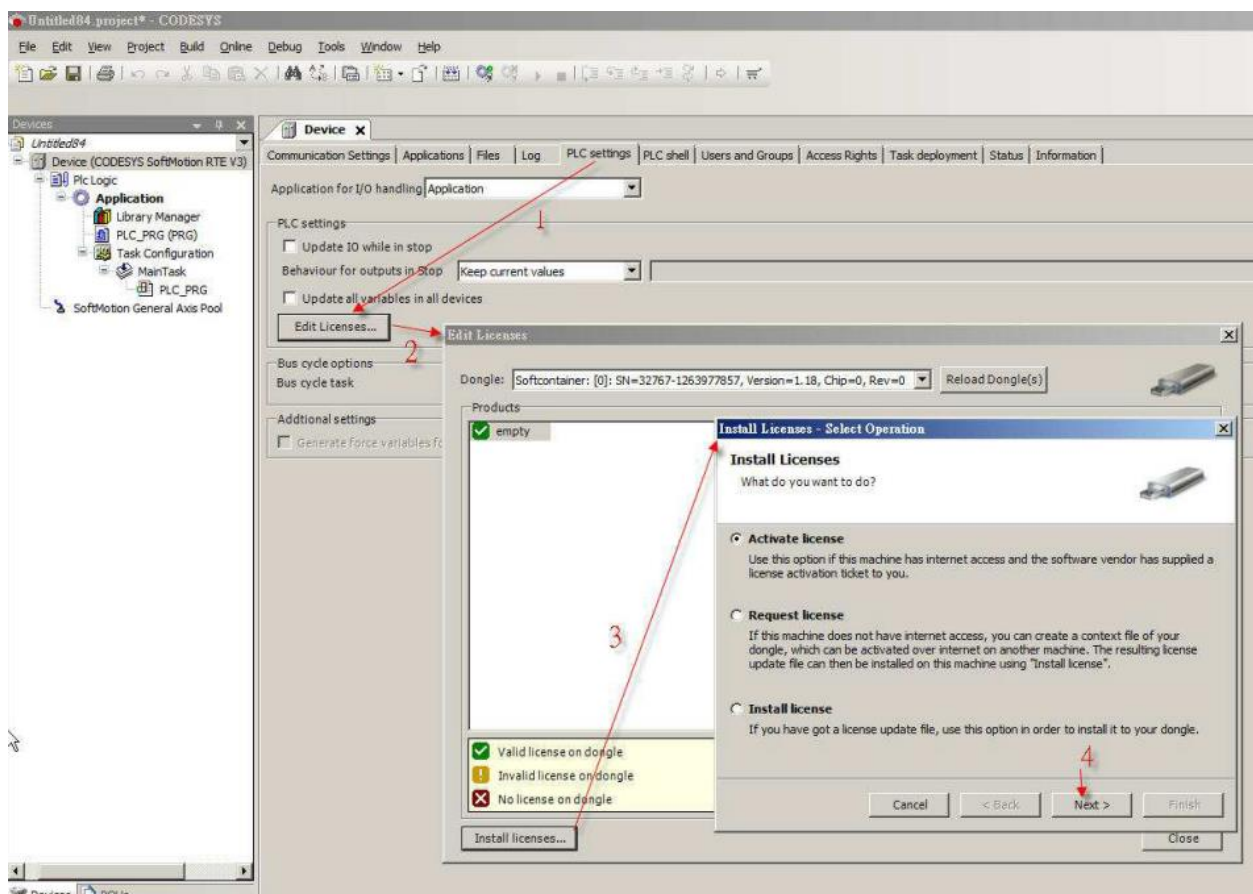 Untitled84.project* - CODESYS
File Edit View Project Build Online Debug Tools Window Help
Devices
Untitled84
Device (CODESYS SoftMotion RTE V3)
Plc Logic
Application
Library Manager
PLC_PRG (PRG)
Task Configuration
MainTask
PLC_PRG
SoftMotion General Axis Pool
Device
Communication Settings Applications Files Log PLC settings PLC shell Users and Groups Access Rights Task deployment Status Information
Application for I/O handling Application
1
PLC settings
Update IO while in stop
Behaviour for outputs in Stop Keep current values
Update all variables in all devices
Edit Licenses...
2
Bus cycle options
Bus cycle task
Addtional settings
Generate force variables fo
Edit Licenses
Dongle: Softcontainer: [0]: SN=32767-1263977857, Version=1.18, Chip=0, Rev=0 Reload Dongle(s)
Products
empty
3
Valid license on dongle
Invalid license on dongle
No license on dongle
Install licenses...
Close
Install Licenses - Select Operation
Install Licenses
What do you want to do?
Activate license
Use this option if this machine has internet access and the software vendor has supplied a
license activation ticket to you.
Request license
If this machine does not have internet access, you can create a context file of your
dongle, which can be activated over internet on another machine. The resulting license
update file can then be installed on this machine using "Install license".
Install license
If you have got a license update file, use this option in order to install it to your dongle.
4
Cancel < Back Next > Finish
Devices